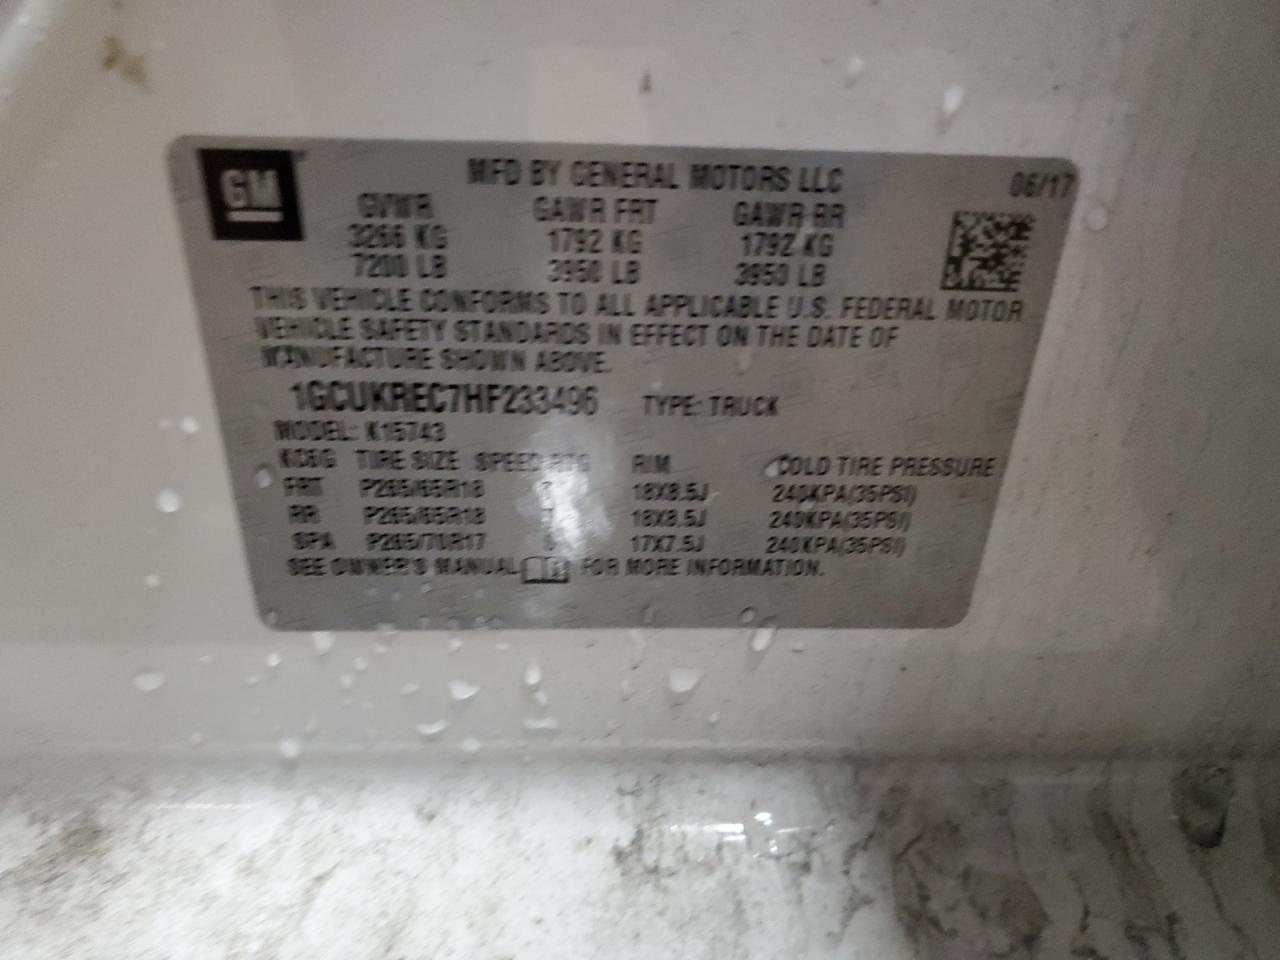 GM
MFD BY GENERAL MOTORS LLC 06/17
GVWR GAWR FRT GAWR RR
3266 KG 1792 KG 1792 KG
7200 LB 3950 LB 3950 LB
THIS VEHICLE CONFORMS TO ALL APPLICABLE U.S. FEDERAL MOTOR
VEHICLE SAFETY STANDARDS IN EFFECT ON THE DATE OF
MANUFACTURE SHOWN ABOVE.
1GCUKREC7HF233496 TYPE: TRUCK
MODEL: K15743
KC6G TIRE SIZE SPEED RTG RIM COLD TIRE PRESSURE
FRT P265/65R18 18X8.5J 240KPA(35PSI)
RR P265/65R18 18X8.5J 240KPA(35PSI)
SPA P265/70R17 17X7.5J 240KPA(35PSI)
SEE OWNER'S MANUAL FOR MORE INFORMATION.